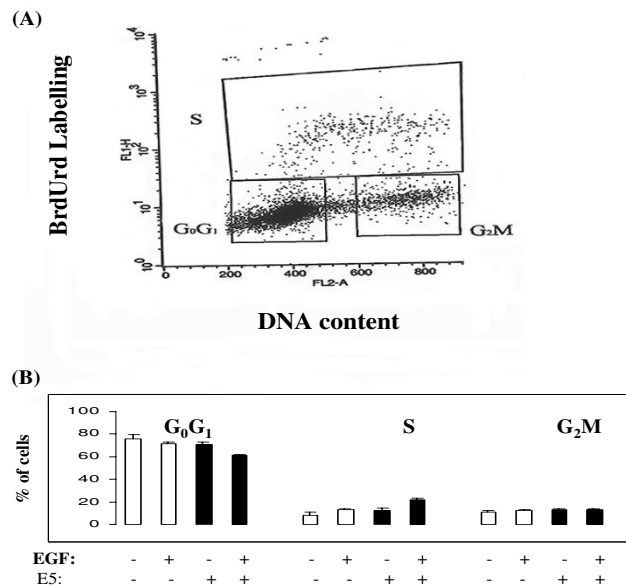 (A)
BrdUrd Labelling
FL1-H
10⁴
10³
10²
10¹
10⁰
S
G₀G₁
G₂M
0 200 400 600 800
FL2-A
DNA content
(B)
% of cells
100
80
60
40
20
0
G₀G₁ S G₂M
EGF: - + - + - + - + - + - +
E5: - - + + - - + + - - + +